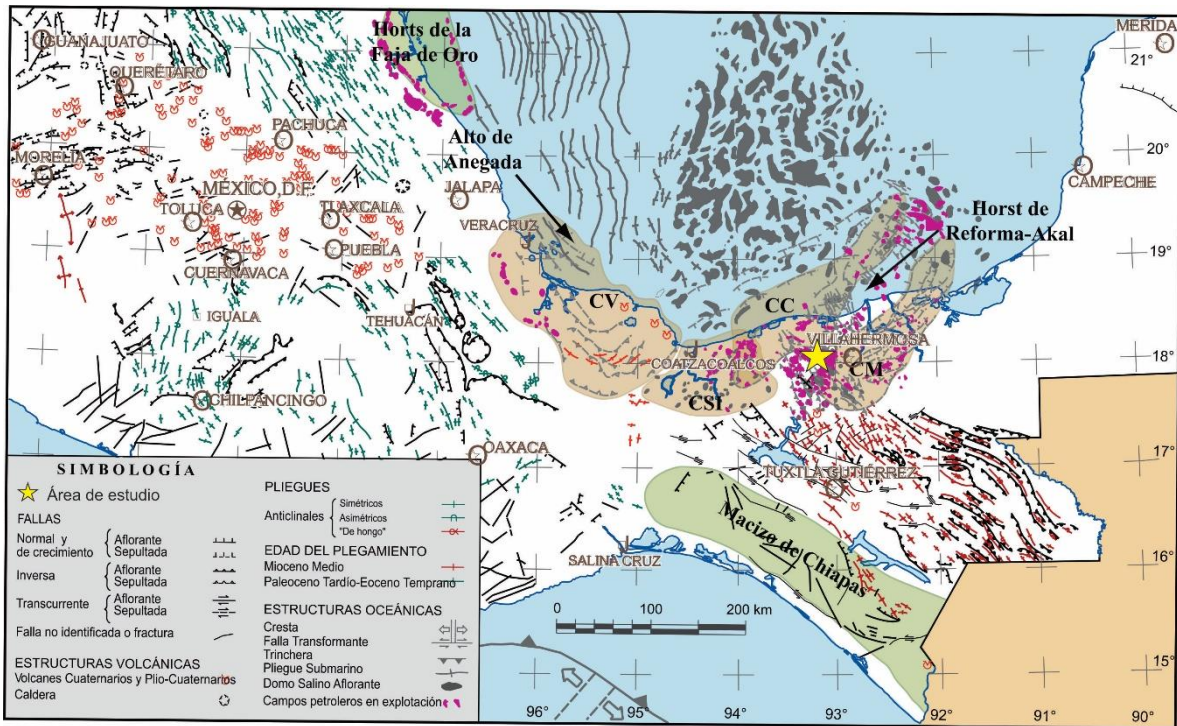 Horts de la
Faja de Oro
MERIDA
GUANAJUATO
21°
QUERÉTARO
PACHUCA
Alto de
Anegada
20°
MORELIA
MÉXICO, D.F.
JALAPA
CAMPECHE
TOLUCA
TLAXCALA
VERACRUZ
Horst de
Reforma-Akal
PUEBLA
19°
CUERNAVACA
CV
CC
IGUALA
TEHUACÁN
VILLAHERMOSA
COATZACOALCOS
CM
18°
CSI
CHILPANCINGO
OAXACA
17°
TUXTLA GUTIÉRREZ
Macizo de Chiapas
SALINA CRUZ
16°
0 100 200 km
15°
96° 95° 94° 93° 92° 91° 90°
SIMBOLOGÍA
Área de estudio
FALLAS
Normal y
de crecimiento
Aflorante
Sepultada
Inversa
Aflorante
Sepultada
Transcurrente
Aflorante
Sepultada
Falla no identificada o fractura
ESTRUCTURAS VOLCÁNICAS
Volcanes Cuaternarios y Plio-Cuaternarios
Caldera
PLIEGUES
Anticlinales
Simétricos
Asimétricos
"De hongo"
EDAD DEL PLEGAMIENTO
Mioceno Medio
Paleoceno Tardío-Eoceno Temprano
ESTRUCTURAS OCEÁNICAS
Cresta
Falla Transformante
Trinchera
Pliegue Submarino
Domo Salino Aflorante
Campos petroleros en explotación